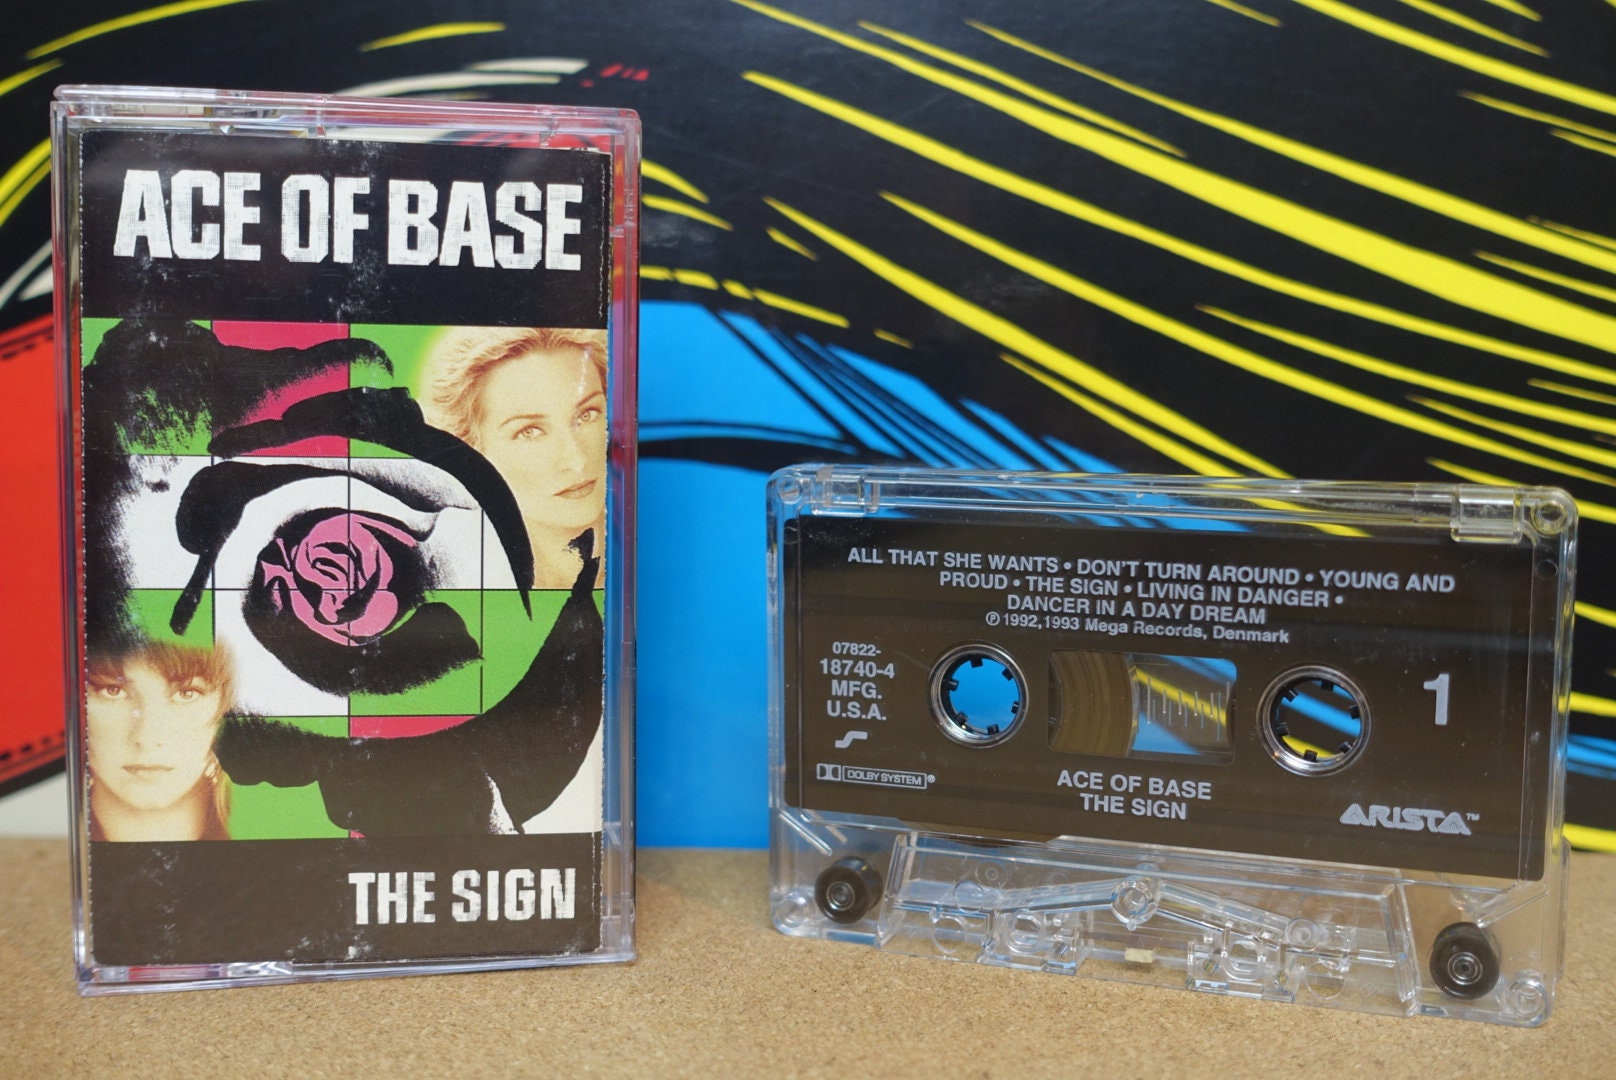 ACE OF BASE
THE SIGN
ALL THAT SHE WANTS • DON'T TURN AROUND • YOUNG AND
PROUD • THE SIGN • LIVING IN DANGER •
DANCER IN A DAY DREAM
℗ 1992,1993 Mega Records, Denmark
07822-
18740-4
MFG.
U.S.A.
1
DOLBY SYSTEM®
ACE OF BASE
THE SIGN
ARISTA™